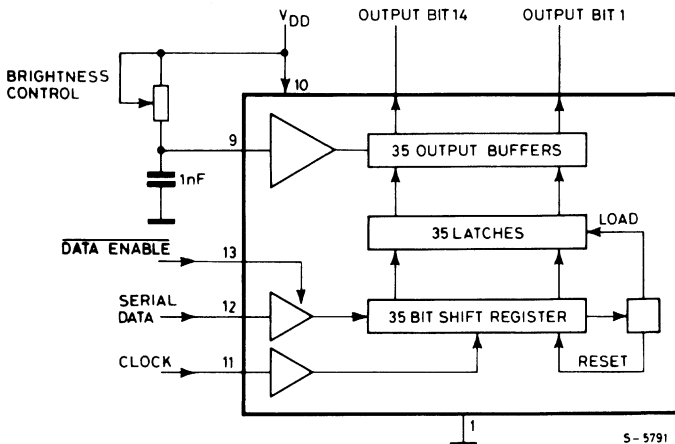 VDD
OUTPUT BIT 14
OUTPUT BIT 1
BRIGHTNESS
CONTROL
10
9
35 OUTPUT BUFFERS
1nF
LOAD
DATA ENABLE
13
35 LATCHES
SERIAL
DATA
12
35 BIT SHIFT REGISTER
CLOCK
11
RESET
1
S-5791